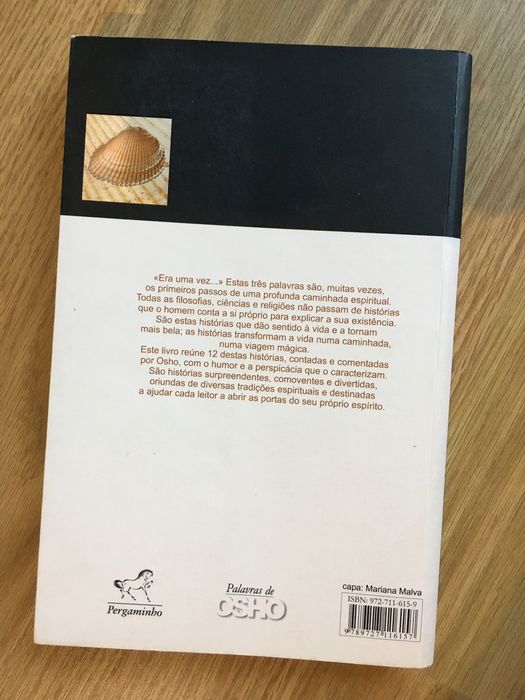 «Era uma vez...» Estas três palavras são, muitas vezes,
os primeiros passos de uma profunda caminhada espiritual.
Todas as filosofias, ciências e religiões não passam de histórias
que o homem conta a si próprio para explicar a sua existência.
São estas histórias que dão sentido à vida e a tornam
mais bela; as histórias transformam a vida numa caminhada,
numa viagem mágica.
Este livro reúne 12 destas histórias, contadas e comentadas
por Osho, com o humor e a perspicácia que o caracterizam.
São histórias surpreendentes, comoventes e divertidas,
oriundas de diversas tradições espirituais e destinadas
a ajudar cada leitor a abrir as portas do seu próprio espírito.
Pergaminho
Palavras de
OSHO
capa: Mariana Malva
ISBN: 972-711-615-9
9 789727 116157